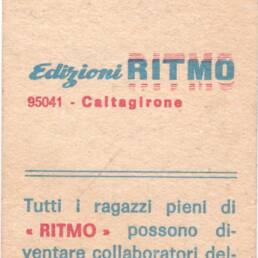 Edizioni RITMO
95041 - Caltagirone
Tutti i ragazzi pieni di
« RITMO » possono di-
ventare collaboratori del-